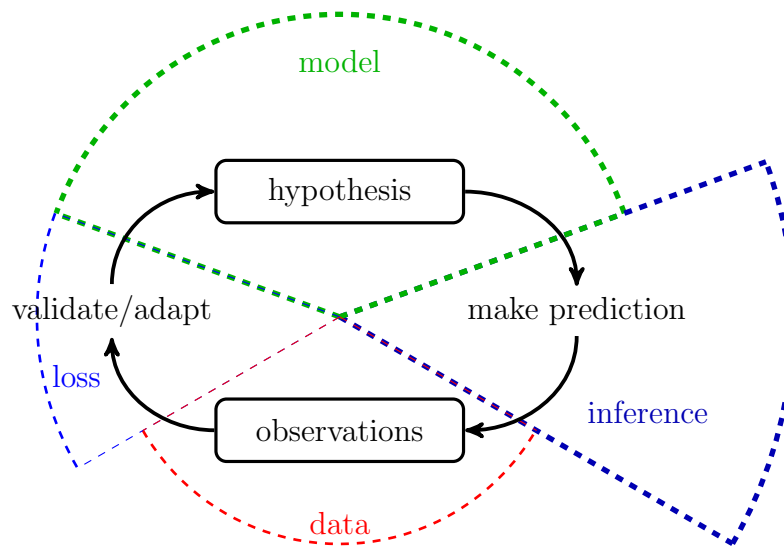 model
hypothesis
validate/adapt
make prediction
loss
inference
observations
data